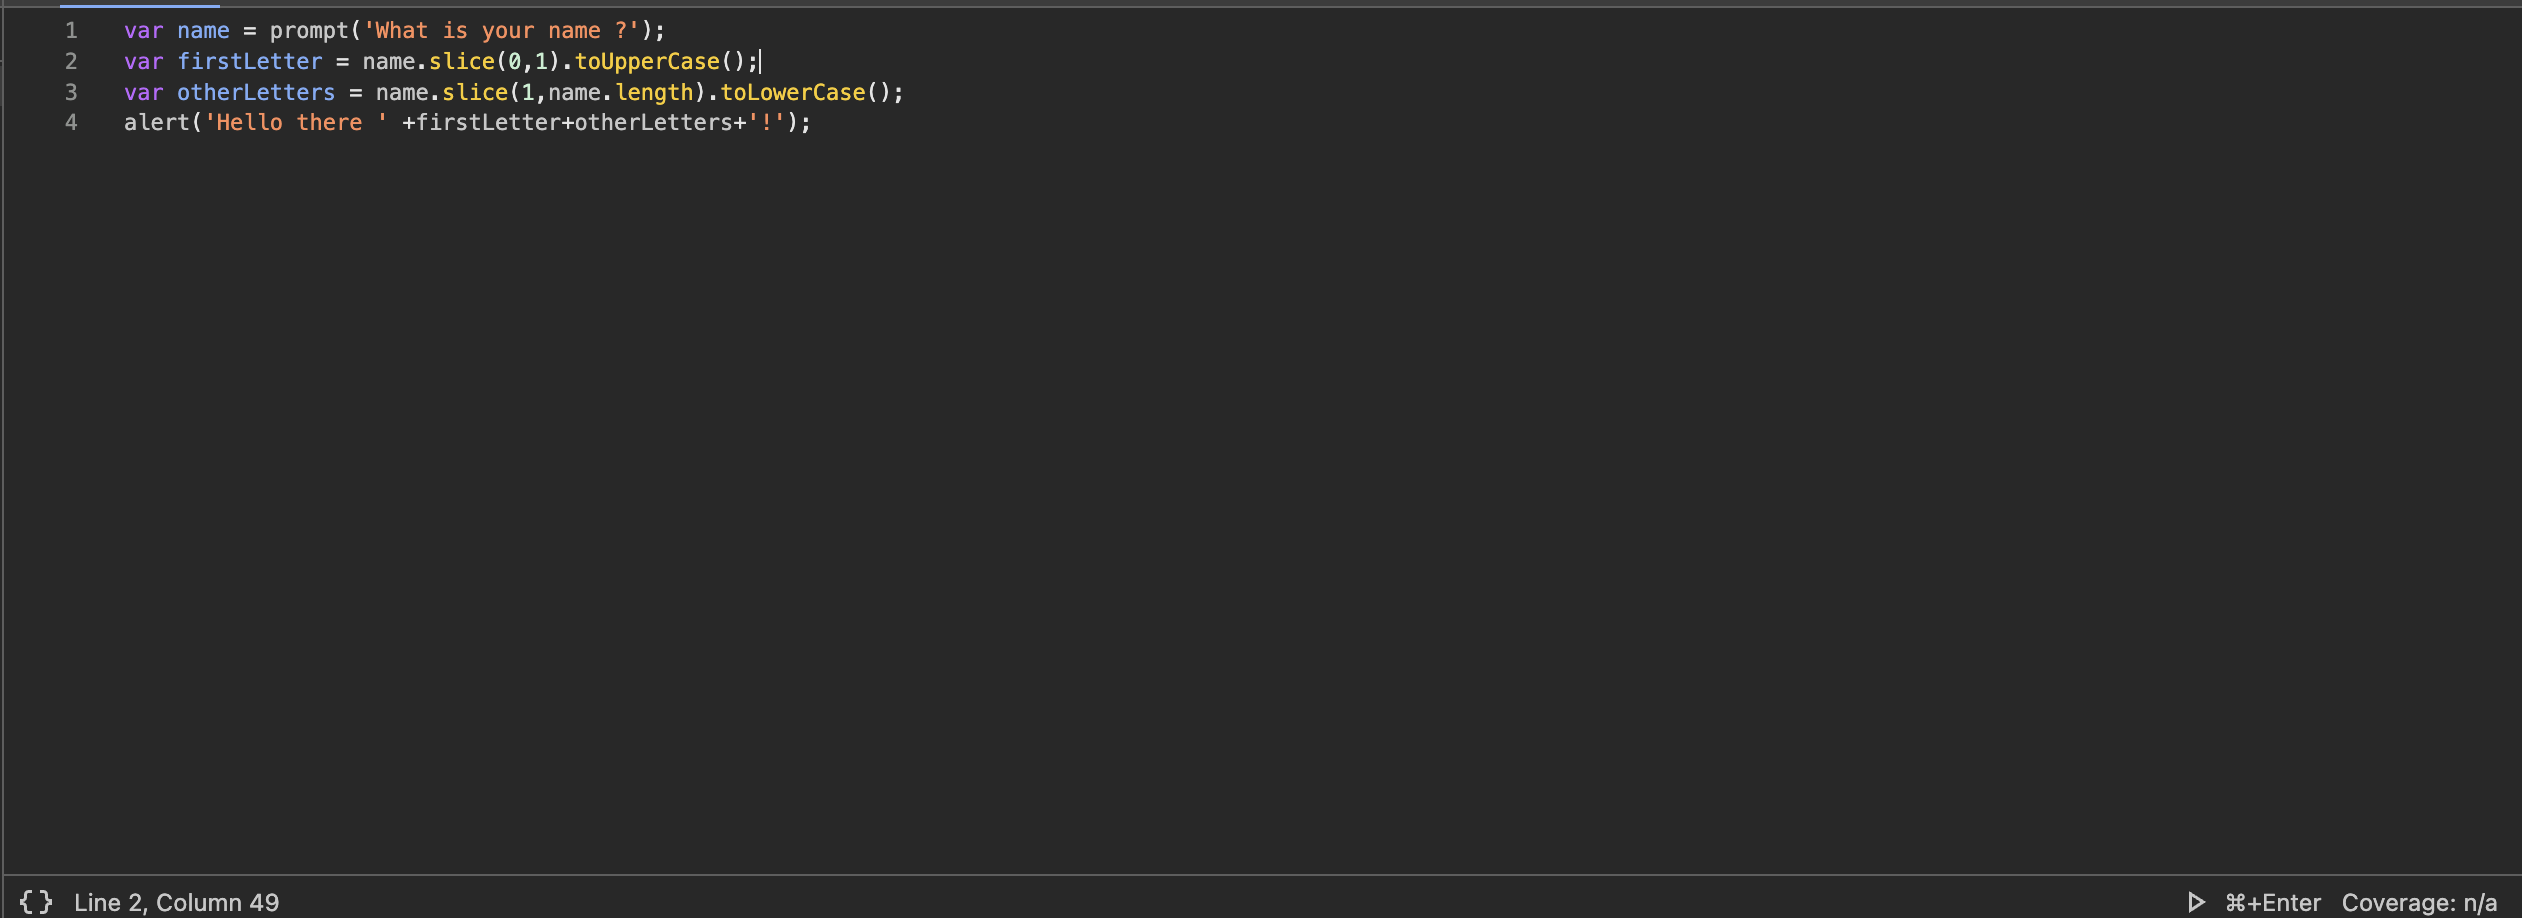 1 var name = prompt('What is your name ?');
2 var firstLetter = name.slice(0,1).toUpperCase();
3 var otherLetters = name.slice(1,name.length).toLowerCase();
4 alert('Hello there ' +firstLetter+otherLetters+'!');
{} Line 2, Column 49 ⌘+Enter Coverage: n/a